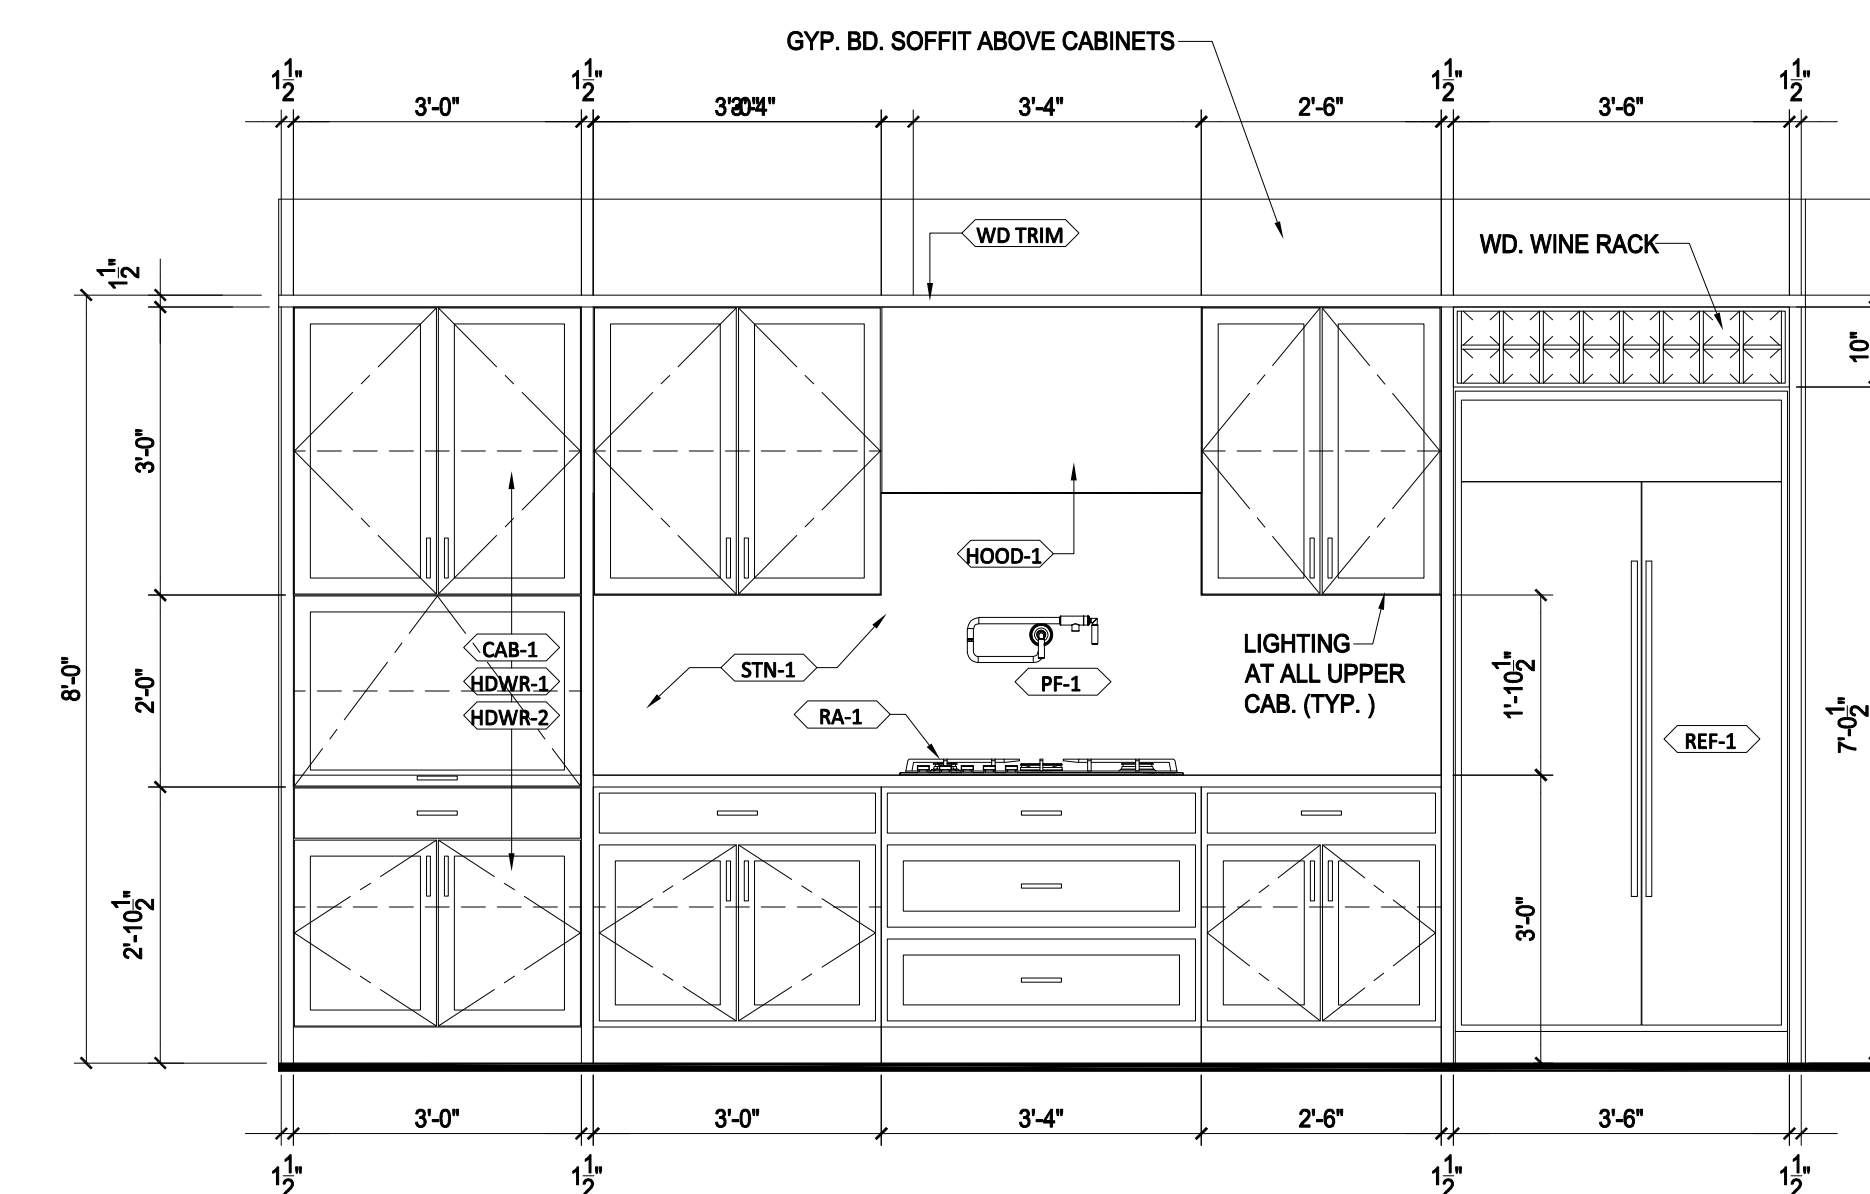 GYP. BD. SOFFIT ABOVE CABINETS
1 1/2" 1 1/2" 1 1/2" 1 1/2"
3'-0" 3'-4" 2'-6" 3'-6"
WD TRIM
WD. WINE RACK
1 1/2"
10"
3'-0"
HOOD-1
CAB-1
HDWR-1
HDWR-2
STN-1
PF-1
RA-1
LIGHTING
AT ALL UPPER
CAB. (TYP. )
8'-0"
2'-0"
1'-10 1/2"
7'-0 1/2"
REF-1
2'-10 1/2"
3'-0"
3'-0" 3'-0" 3'-4" 2'-6" 3'-6"
1 1/2" 1 1/2" 1 1/2" 1 1/2"